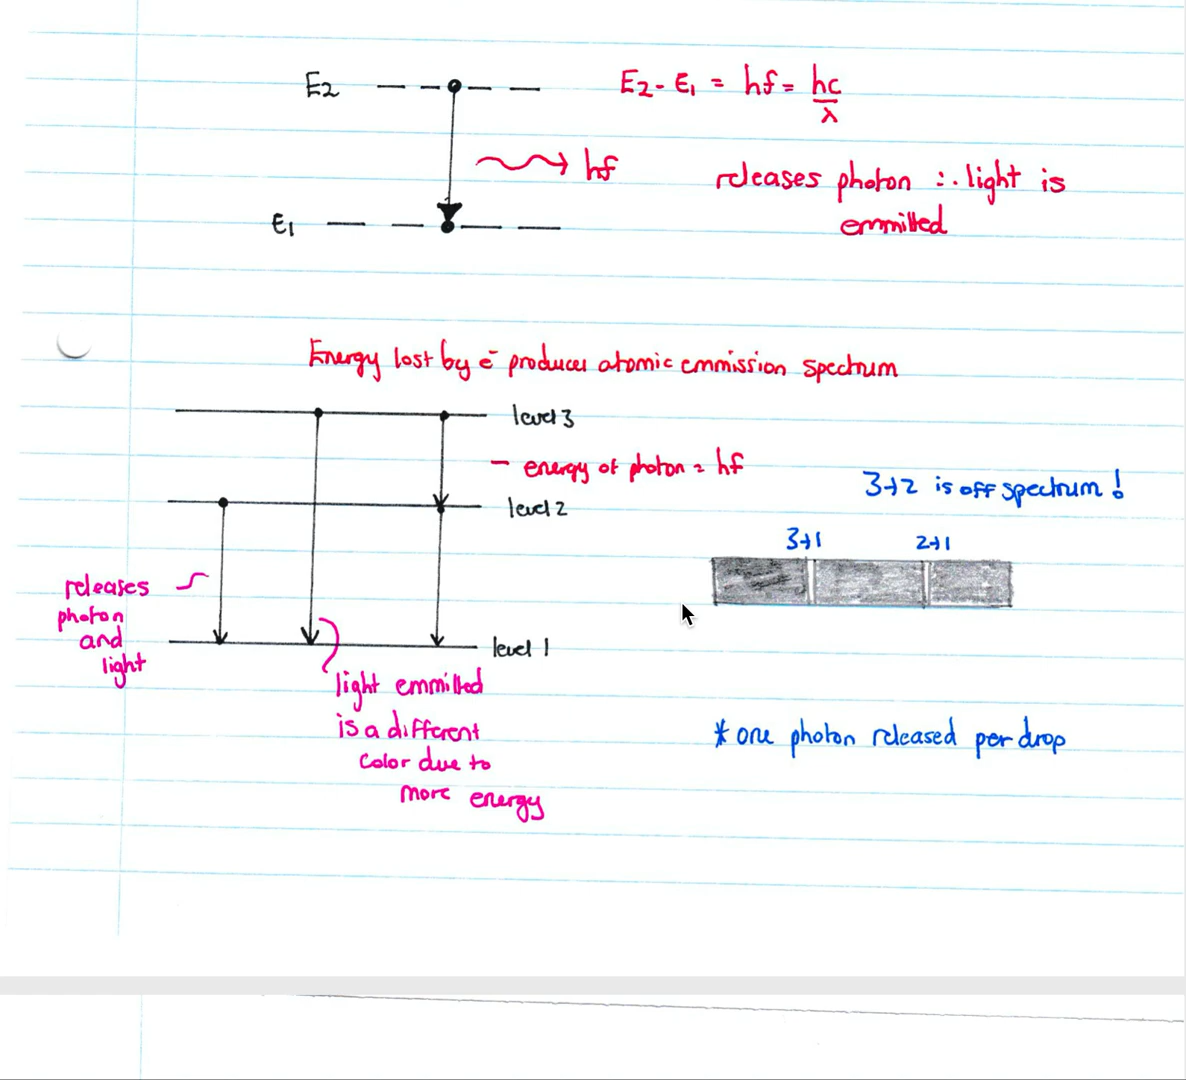 E₂
E₂ - E₁ = hf = hc/λ
hf
releases photon ∴ light is
emmitted
E₁
Energy lost by e⁻ produces atomic emmission spectrum
level 3
– energy of photon = hf
3→2 is off spectrum!
level 2
3→1 2→1
releases
photon
and
light
level 1
light emmitted
is a different
color due to
more energy
* one photon released per drop